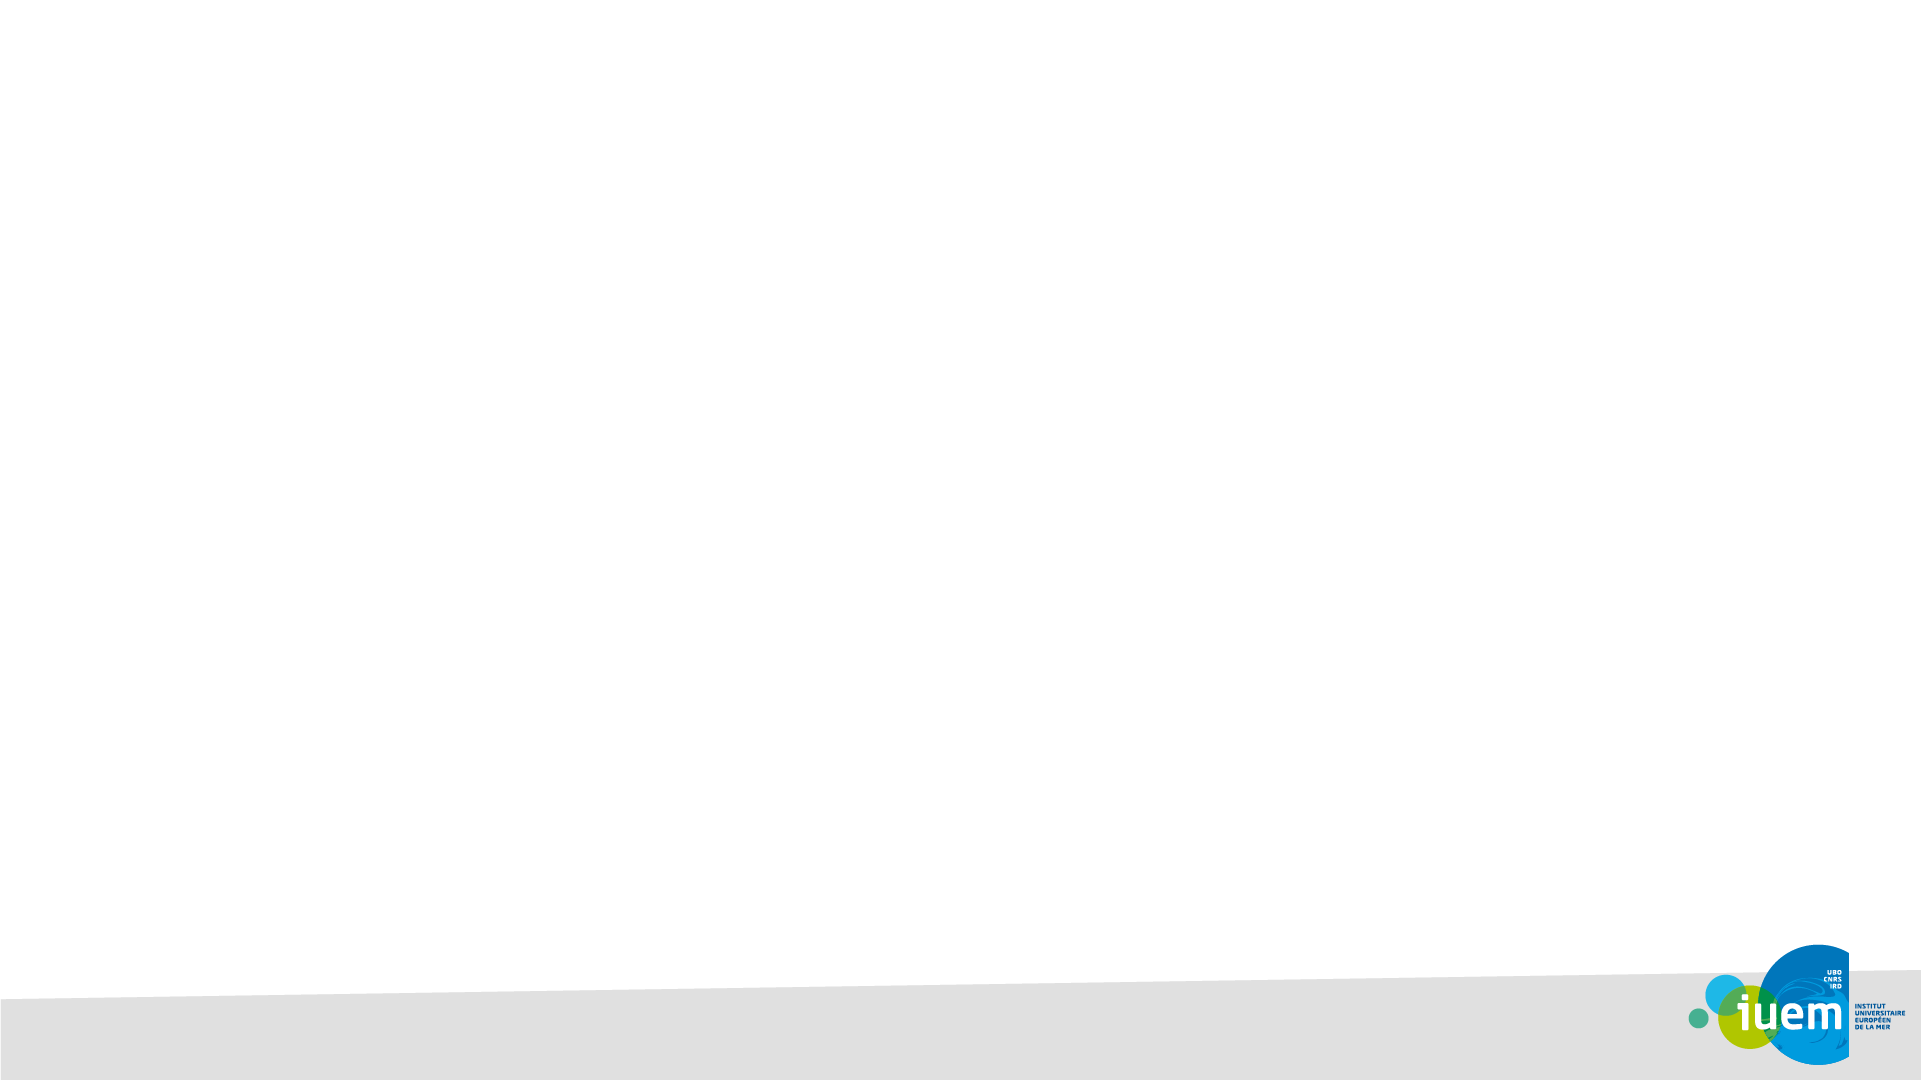 UBO
CNRS
IRD
iuem
INSTITUT
UNIVERSITAIRE
EUROPÉEN
DE LA MER